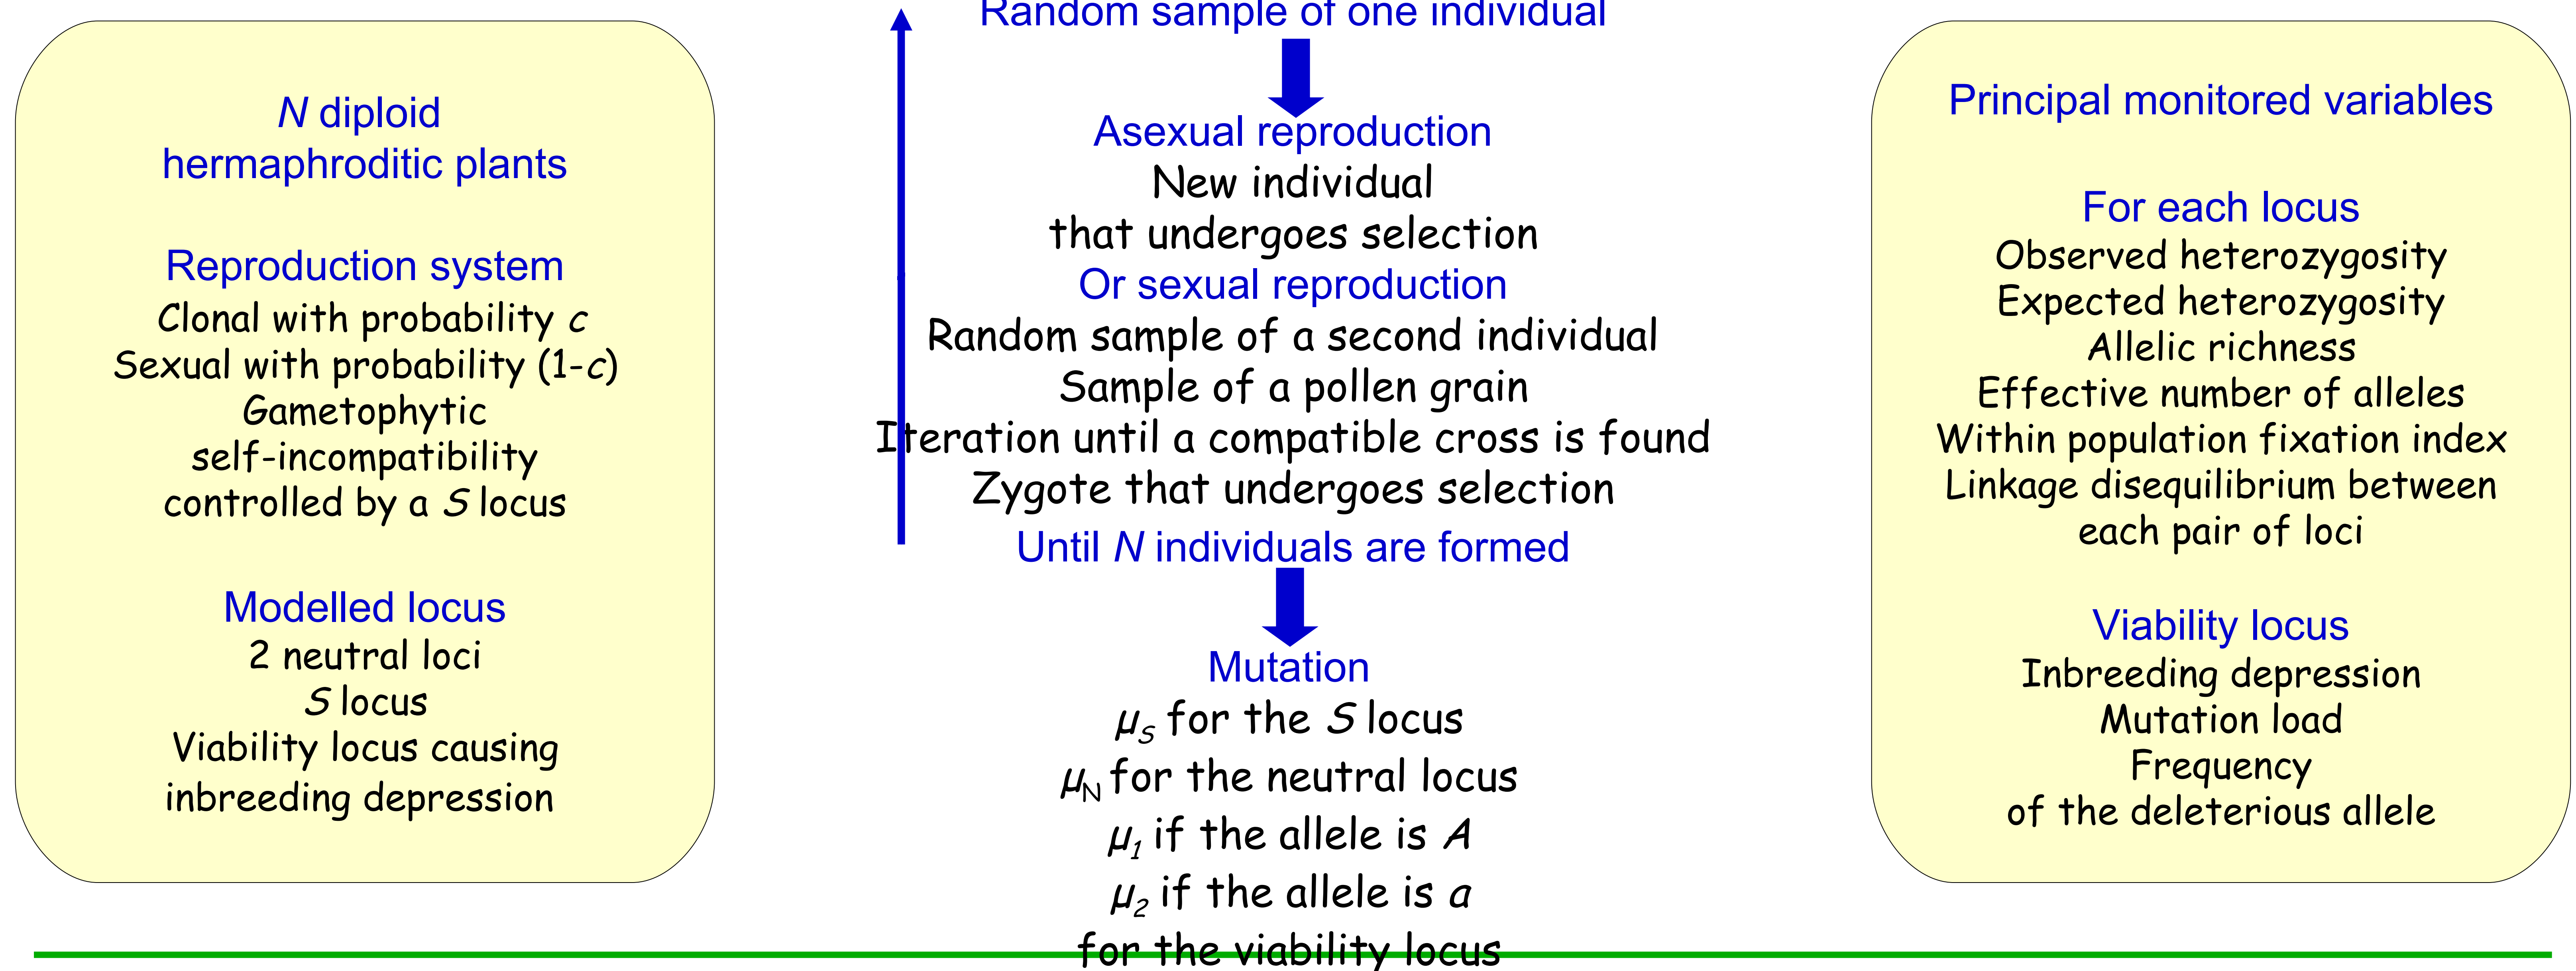 N diploid
hermaphroditic plants
Reproduction system
Clonal with probability c
Sexual with probability (1-c)
Gametophytic
self-incompatibility
controlled by a S locus
Modelled locus
2 neutral loci
S locus
Viability locus causing
inbreeding depression
Random sample of one individual
Asexual reproduction
New individual
that undergoes selection
Or sexual reproduction
Random sample of a second individual
Sample of a pollen grain
Iteration until a compatible cross is found
Zygote that undergoes selection
Until N individuals are formed
Mutation
μS for the S locus
μN for the neutral locus
μ1 if the allele is A
μ2 if the allele is a
for the viability locus
Principal monitored variables
For each locus
Observed heterozygosity
Expected heterozygosity
Allelic richness
Effective number of alleles
Within population fixation index
Linkage disequilibrium between
each pair of loci
Viability locus
Inbreeding depression
Mutation load
Frequency
of the deleterious allele